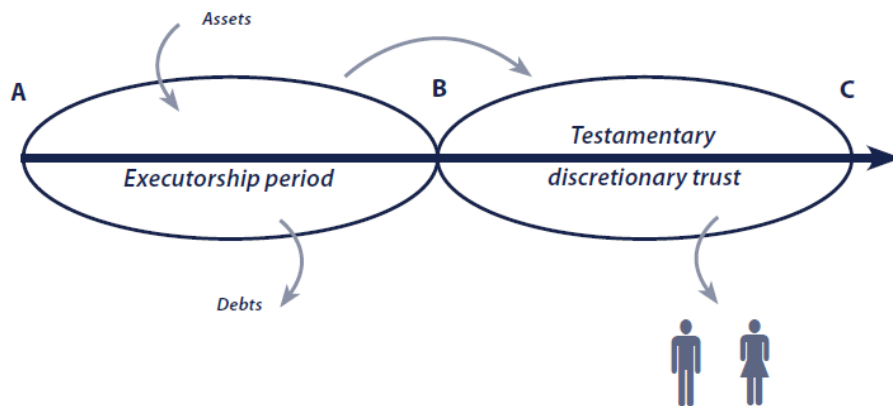 Assets
A
B
C
Testamentary
Executorship period
discretionary trust
Debts